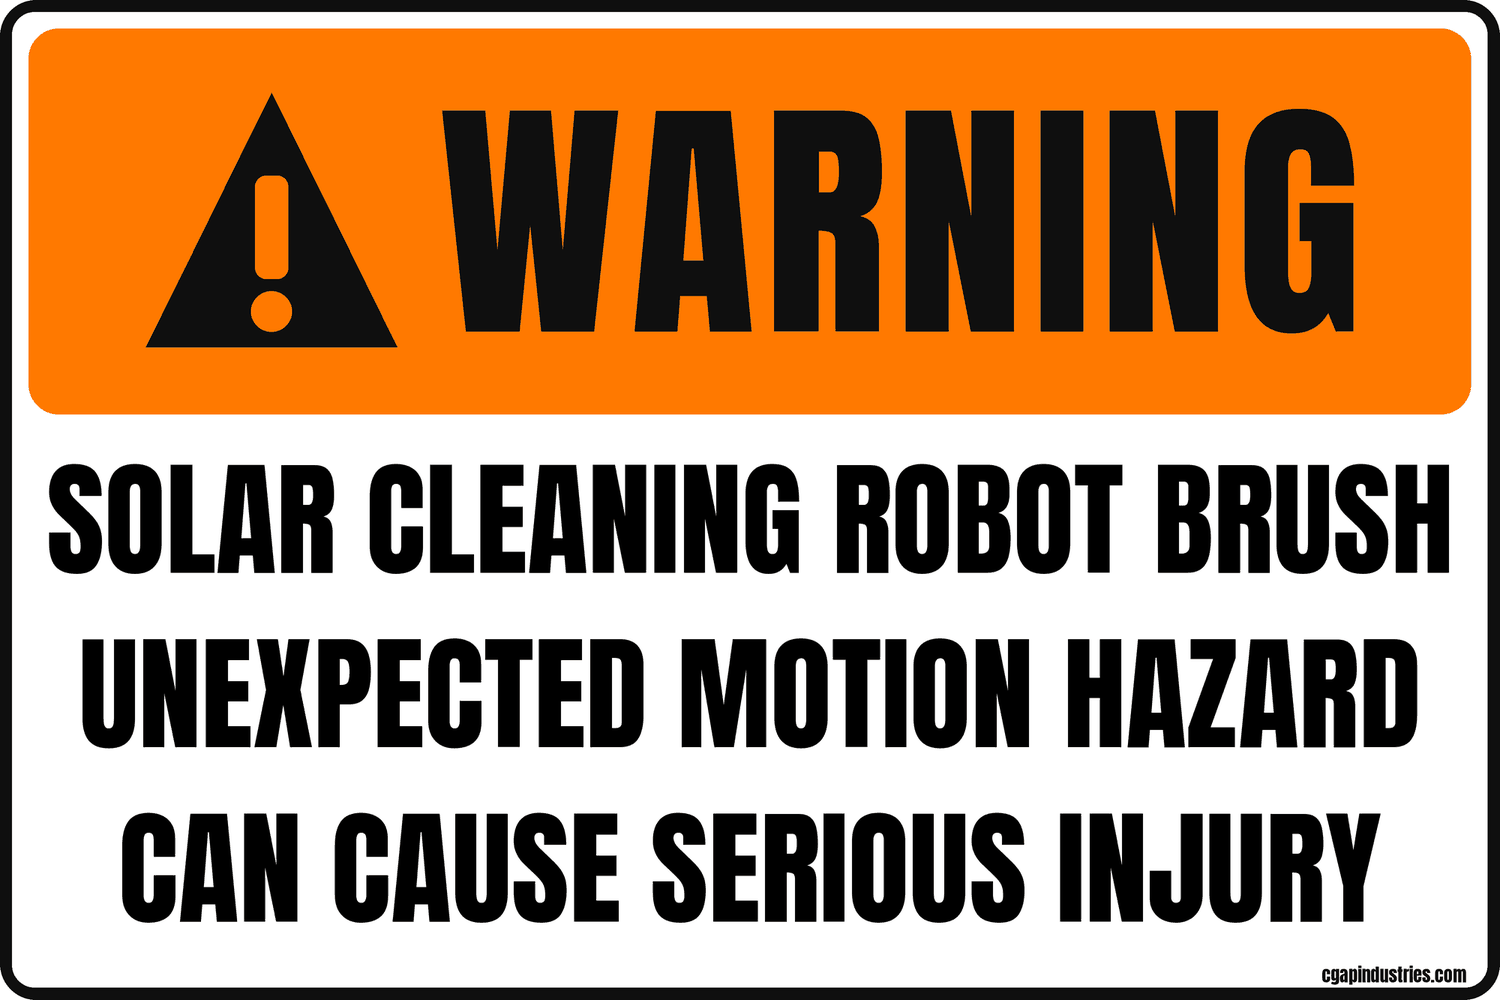 WARNING
SOLAR CLEANING ROBOT BRUSH
UNEXPECTED MOTION HAZARD
CAN CAUSE SERIOUS INJURY
cgapindustries.com